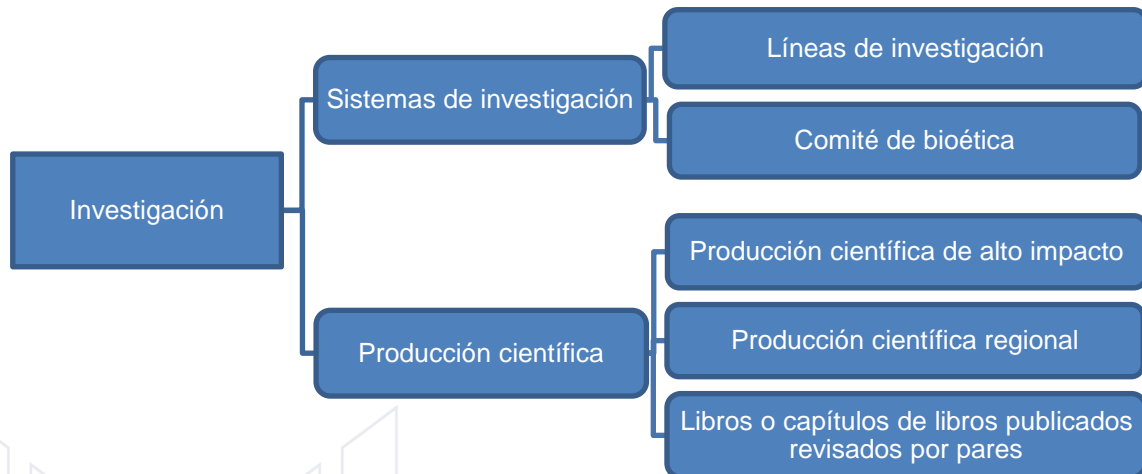 Investigación
Sistemas de investigación
Líneas de investigación
Comité de bioética
Producción científica
Producción científica de alto impacto
Producción científica regional
Libros o capítulos de libros publicados
revisados por pares